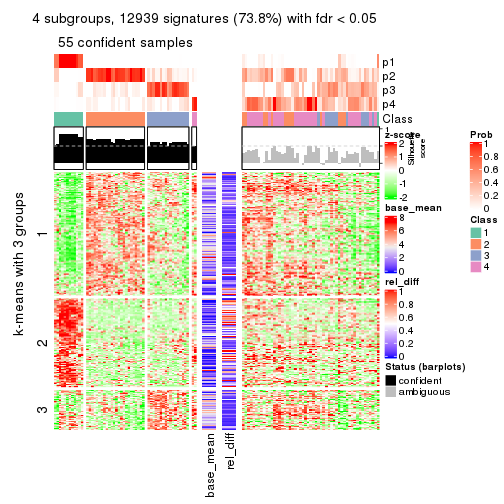 4 subgroups, 12939 signatures (73.8%) with fdr < 0.05
55 confident samples
p1
p2
p3
p4
Class
1
Silhouette
score
k-means with 3 groups
1
2
3
base_mean
rel_diff
z-score
2
1
0
-1
-2
base_mean
8
6
4
2
0
rel_diff
1
0.8
0.6
0.4
0.2
0
Status (barplots)
confident
ambiguous
Prob
1
0.8
0.6
0.4
0.2
0
Class
1
2
3
4